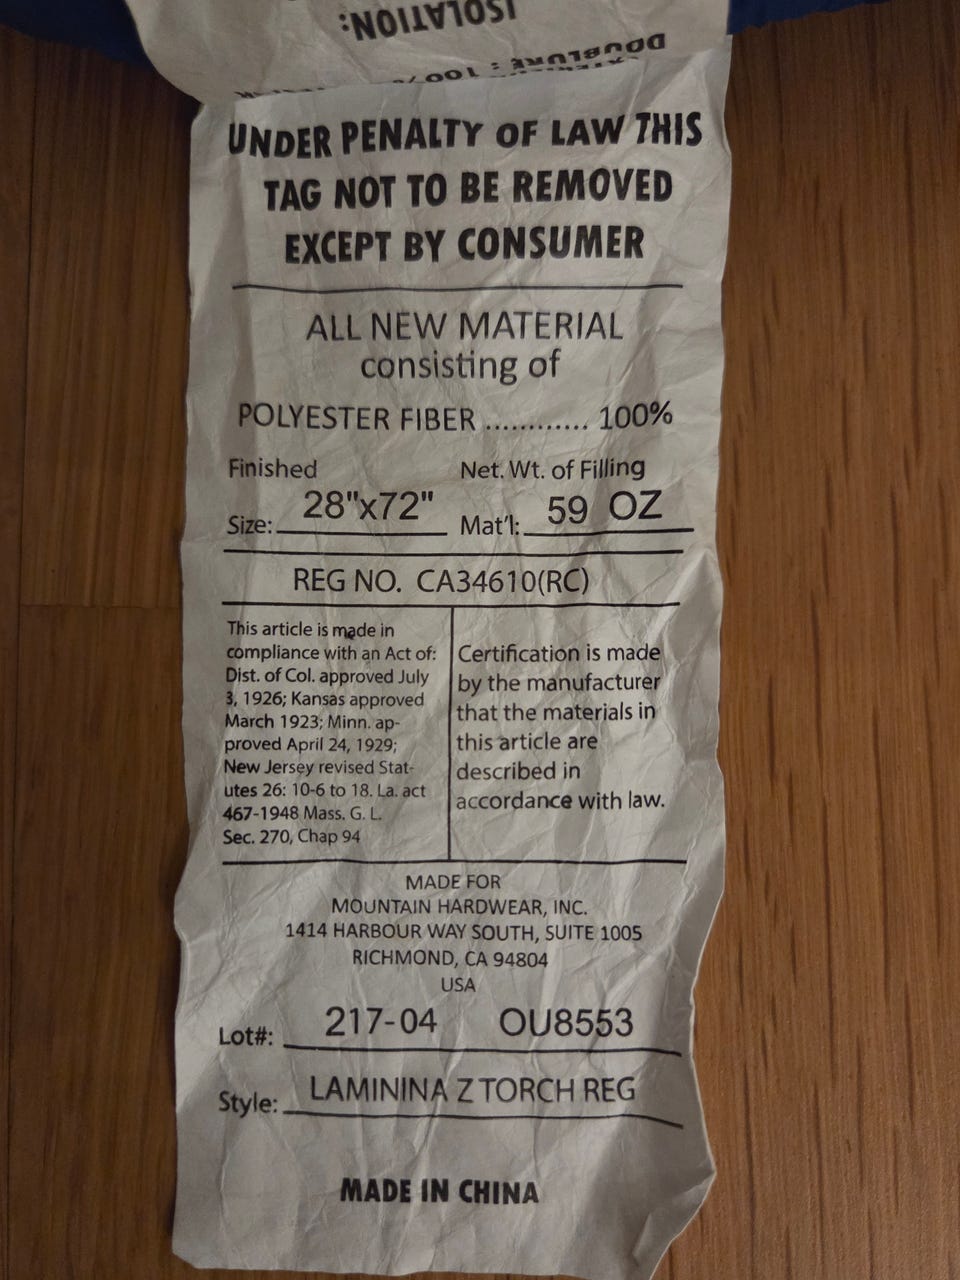 ISOLATION:
DOUBLURE : 100%
UNDER PENALTY OF LAW THIS
TAG NOT TO BE REMOVED
EXCEPT BY CONSUMER
ALL NEW MATERIAL
consisting of
POLYESTER FIBER ............ 100%
Finished Net. Wt. of Filling
Size: 28"x72" Mat'l: 59 OZ
REG NO. CA34610(RC)
This article is made in
compliance with an Act of:
Dist. of Col. approved July
3, 1926; Kansas approved
March 1923; Minn. ap-
proved April 24, 1929;
New Jersey revised Stat-
utes 26: 10-6 to 18. La. act
467-1948 Mass. G. L.
Sec. 270, Chap 94
Certification is made
by the manufacturer
that the materials in
this article are
described in
accordance with law.
MADE FOR
MOUNTAIN HARDWEAR, INC.
1414 HARBOUR WAY SOUTH, SUITE 1005
RICHMOND, CA 94804
USA
Lot#: 217-04 OU8553
Style: LAMININA Z TORCH REG
MADE IN CHINA